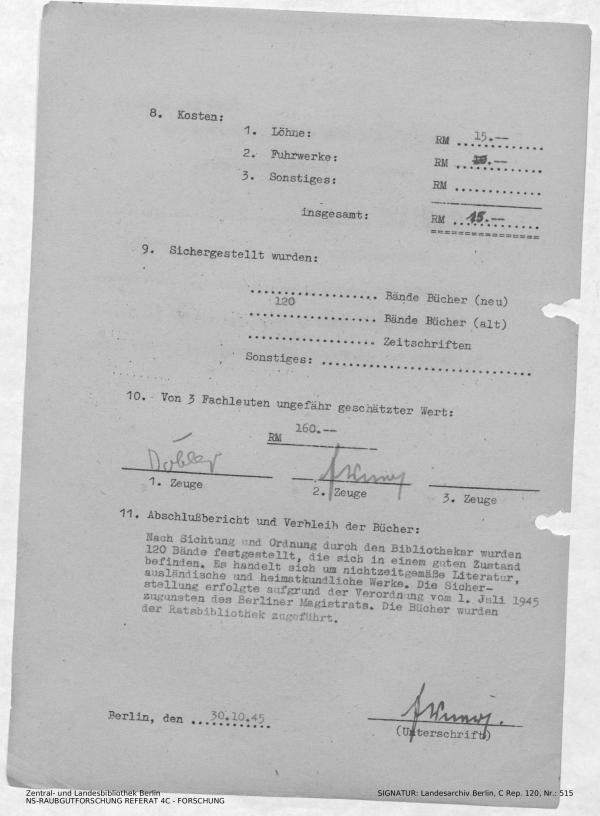 8. Kosten:
1. Löhne: RM 15.--
2. Fuhrwerke: RM .--
3. Sonstiges: RM
insgesamt: RM 15.--
9. Sichergestellt wurden:
Bände Bücher (neu)
120 Bände Bücher (alt)
Zeitschriften
Sonstiges:
10. Von 3 Fachleuten ungefähr geschätzter Wert:
RM 160.--
Döbler
1. Zeuge 2. Zeuge 3. Zeuge
11. Abschlußbericht und Verbleib der Bücher:
Nach Sichtung und Ordnung durch den Bibliothekar wurden
120 Bände festgestellt, die sich in einem guten Zustand
befinden. Es handelt sich um nichtzeitgemäße Literatur,
ausländische und heimatkundliche Werke. Die Sicher-
stellung erfolgte aufgrund der Verordnung vom 1. Juli 1945
zugunsten des Berliner Magistrats. Die Bücher wurden
der Ratsbibliothek zugeführt.
Berlin, den 30.10.45
(Unterschrift)
Zentral- und Landesbibliothek Berlin
NS-RAUBGUTFORSCHUNG REFERAT 4C - FORSCHUNG
SIGNATUR: Landesarchiv Berlin, C Rep. 120, Nr.: 515